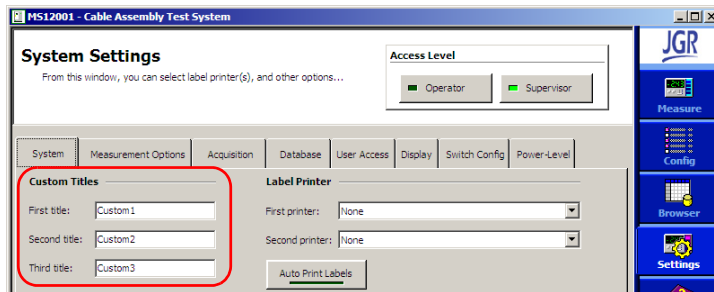 MS12001 - Cable Assembly Test System
System Settings
From this window, you can select label printer(s), and other options...
Access Level
Operator
Supervisor
JGR
Measure
Config
Browser
Settings
System
Measurement Options
Acquisition
Database
User Access
Display
Switch Config
Power-Level
Custom Titles
First title: Custom1
Second title: Custom2
Third title: Custom3
Label Printer
First printer: None
Second printer: None
Auto Print Labels